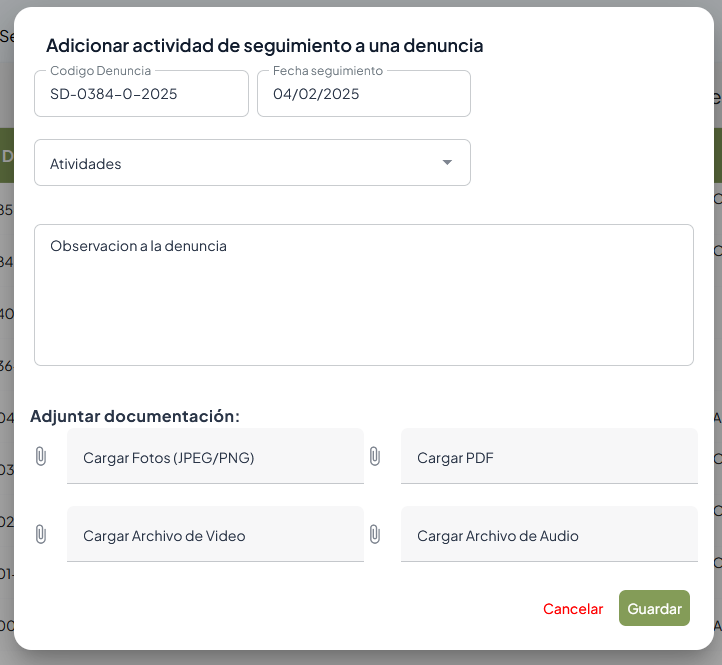 Se
Adicionar actividad de seguimiento a una denuncia
Codigo Denuncia
Fecha seguimiento
SD-0384-0-2025
04/02/2025
Atividades
Observacion a la denuncia
Adjuntar documentación:
Cargar Fotos (JPEG/PNG)
Cargar PDF
Cargar Archivo de Video
Cargar Archivo de Audio
Cancelar
Guardar